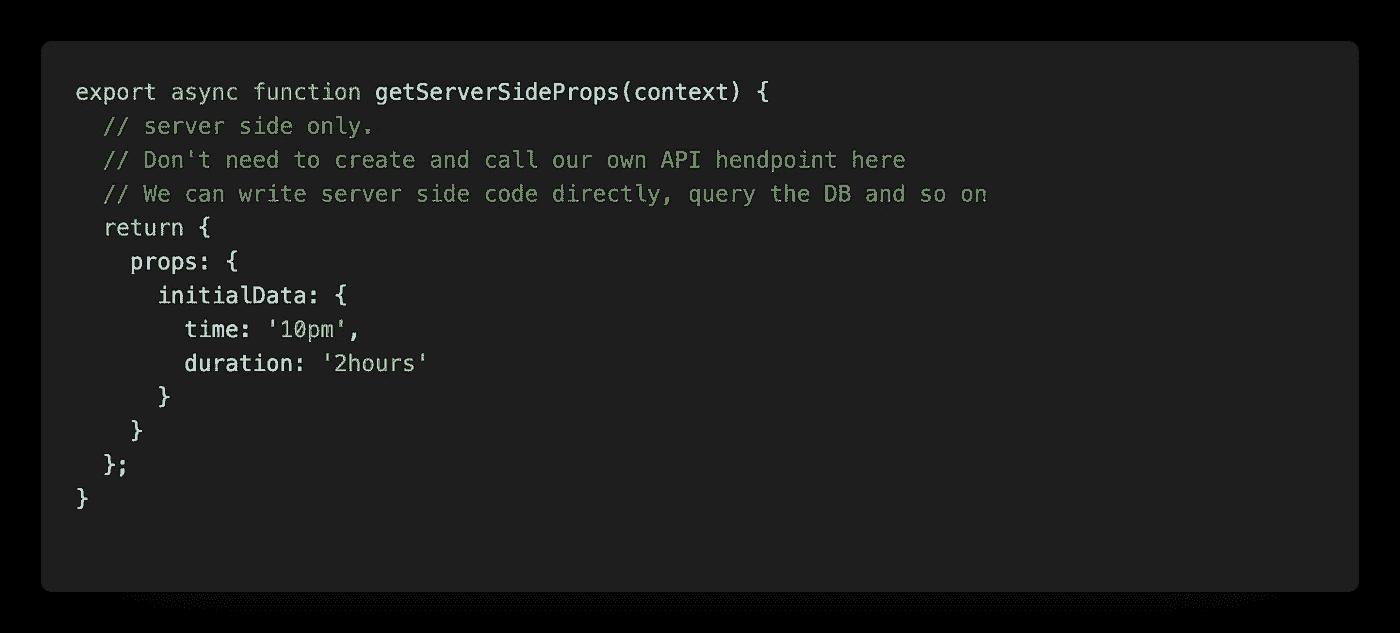 export async function getServerSideProps(context) {
  // server side only.
  // Don't need to create and call our own API hendpoint here
  // We can write server side code directly, query the DB and so on
  return {
    props: {
      initialData: {
        time: '10pm',
        duration: '2hours'
      }
    }
  };
}